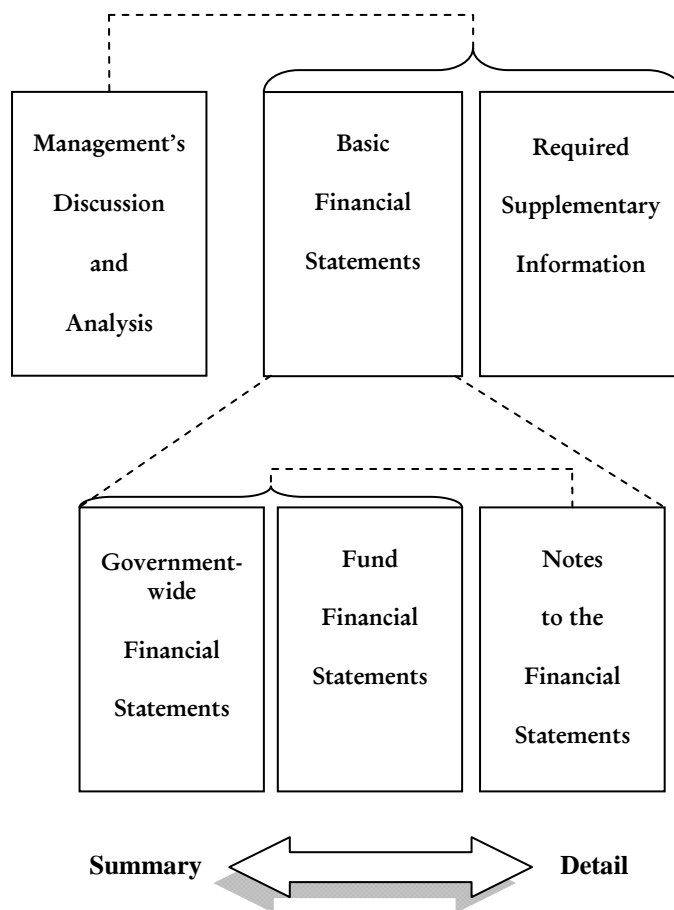 Management's
Discussion
and
Analysis
Basic
Financial
Statements
Required
Supplementary
Information
Government-
wide
Financial
Statements
Fund
Financial
Statements
Notes
to the
Financial
Statements
Summary
Detail